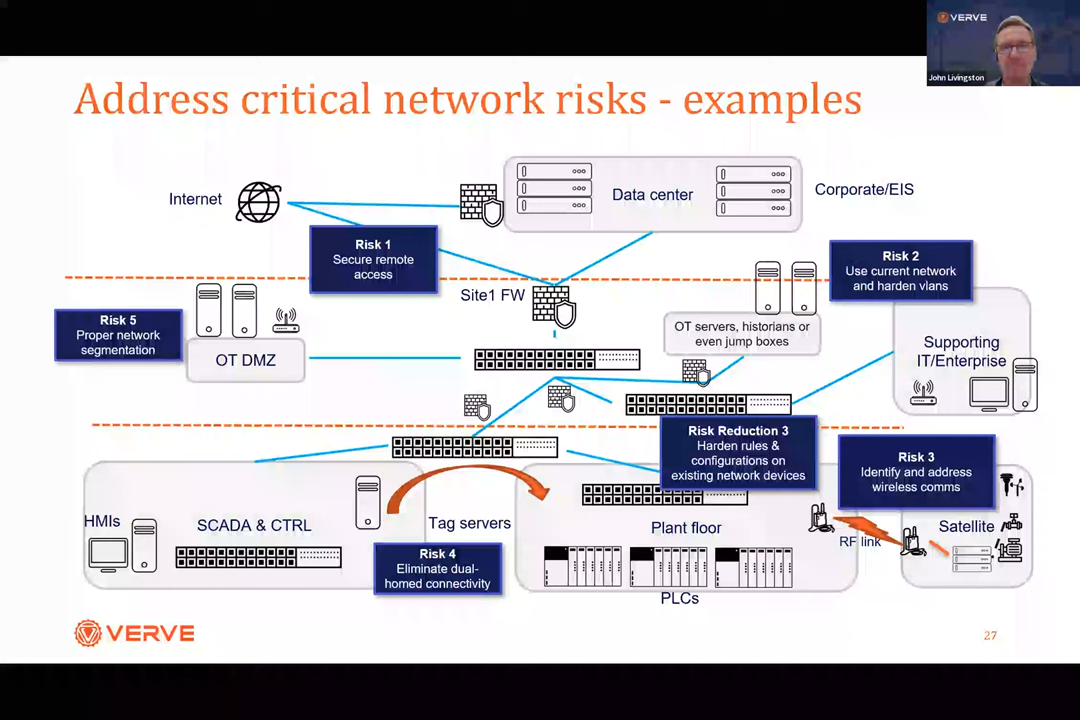 VERVE
John Livingston
Address critical network risks - examples
Internet
Data center
Corporate/EIS
Risk 1
Secure remote
access
Risk 2
Use current network
and harden vlans
Site1 FW
Risk 5
Proper network
segmentation
OT DMZ
OT servers, historians or
even jump boxes
Supporting
IT/Enterprise
Risk Reduction 3
Harden rules &
configurations on
existing network devices
Risk 3
Identify and address
wireless comms
HMIs
SCADA & CTRL
Tag servers
Plant floor
RF link
Satellite
Risk 4
Eliminate dual-
homed connectivity
PLCs
VERVE
27